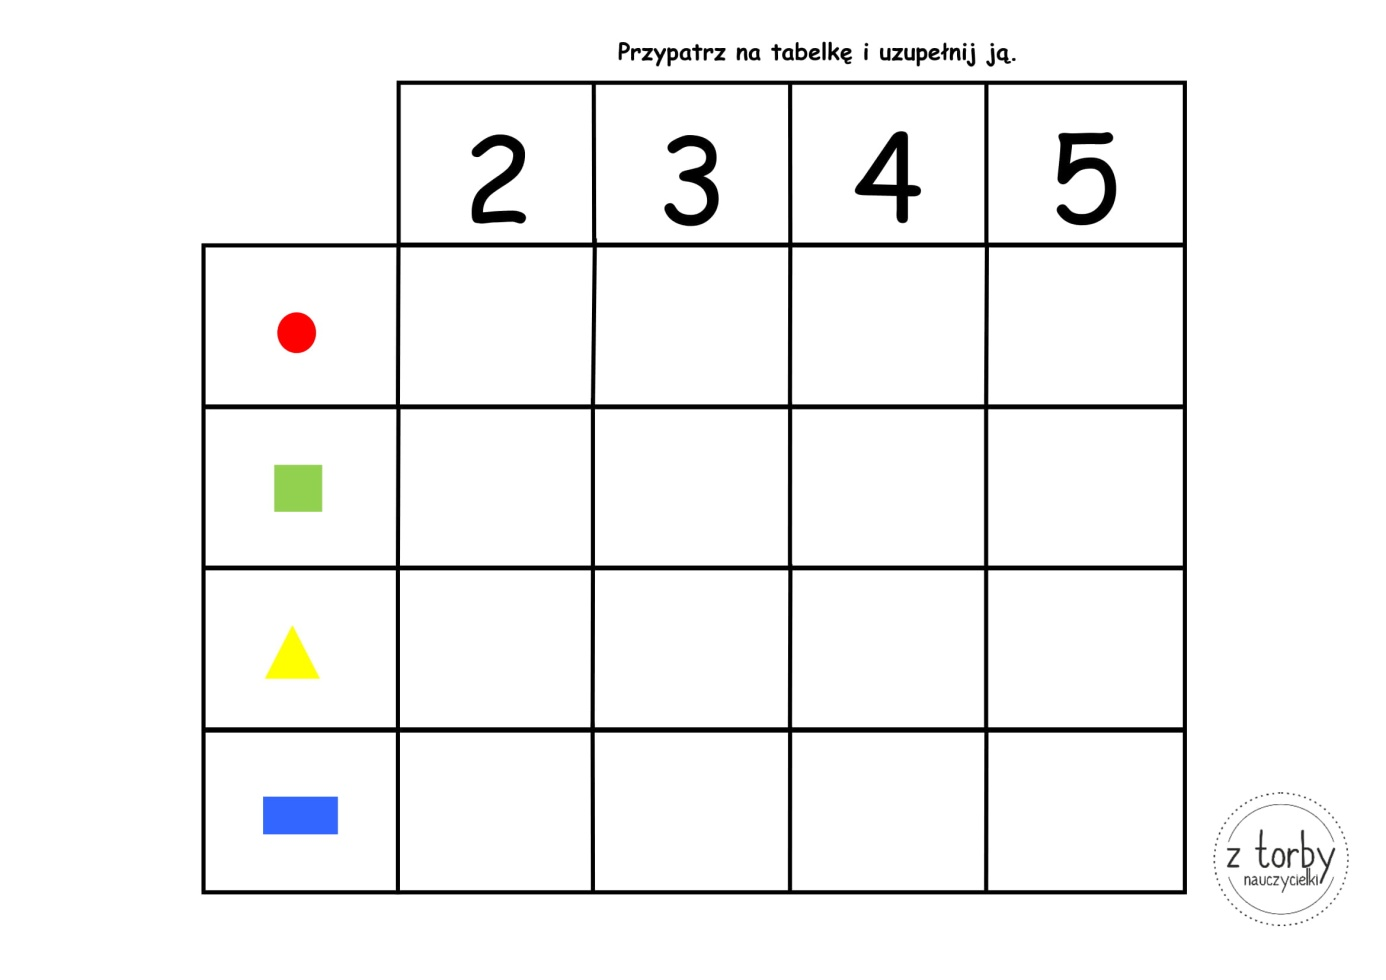 Przypatrz na tabelkę i uzupełnij ją.
2 3 4 5
z torby
nauczycielki